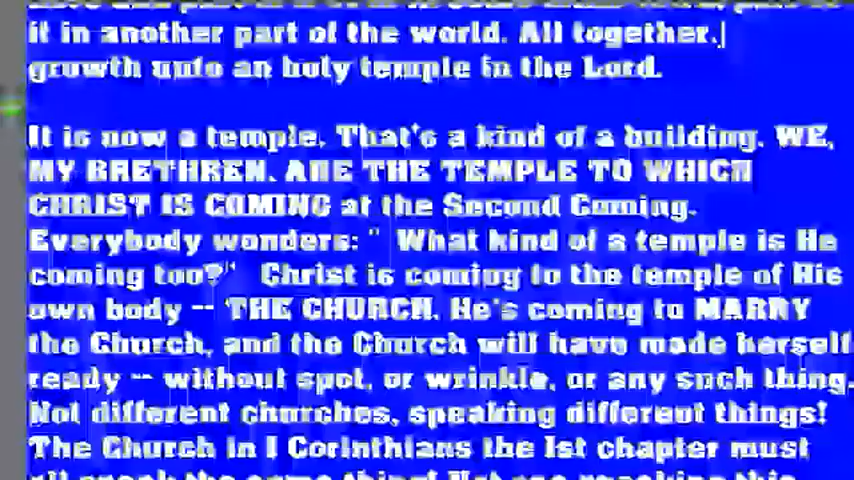 it in another part of the world. All together.
growth unto an holy temple in the Lord.
It is now a temple. That's a kind of a building. WE,
MY BRETHREN, ARE THE TEMPLE TO WHICH
CHRIST IS COMING at the Second Coming.
Everybody wonders: " What kind of a temple is He
coming too?" Christ is coming to the temple of His
own body -- THE CHURCH. He's coming to MARRY
the Church, and the Church will have made herself
ready -- without spot, or wrinkle, or any such thing.
Not different churches, speaking different things!
The Church in I Corinthians the 1st chapter must
all speak the same thing!